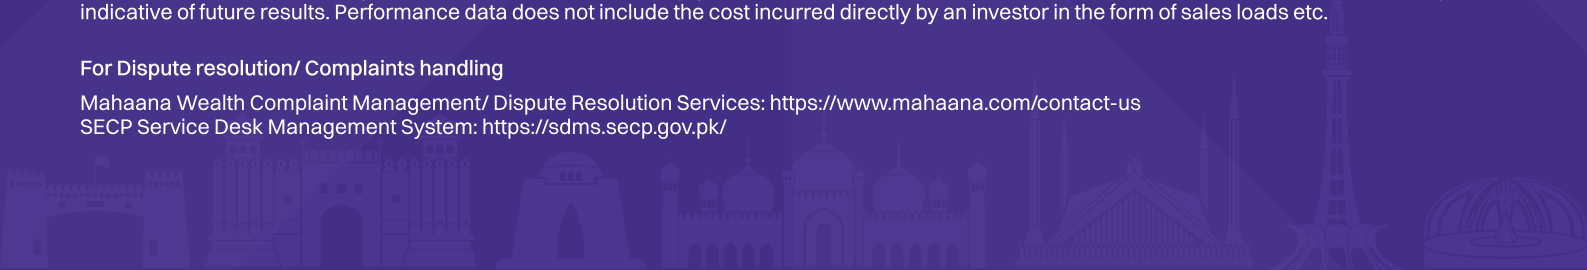 indicative of future results. Performance data does not include the cost incurred directly by an investor in the form of sales loads etc.
For Dispute resolution/ Complaints handling
Mahaana Wealth Complaint Management/ Dispute Resolution Services: https://www.mahaana.com/contact-us
SECP Service Desk Management System: https://sdms.secp.gov.pk/